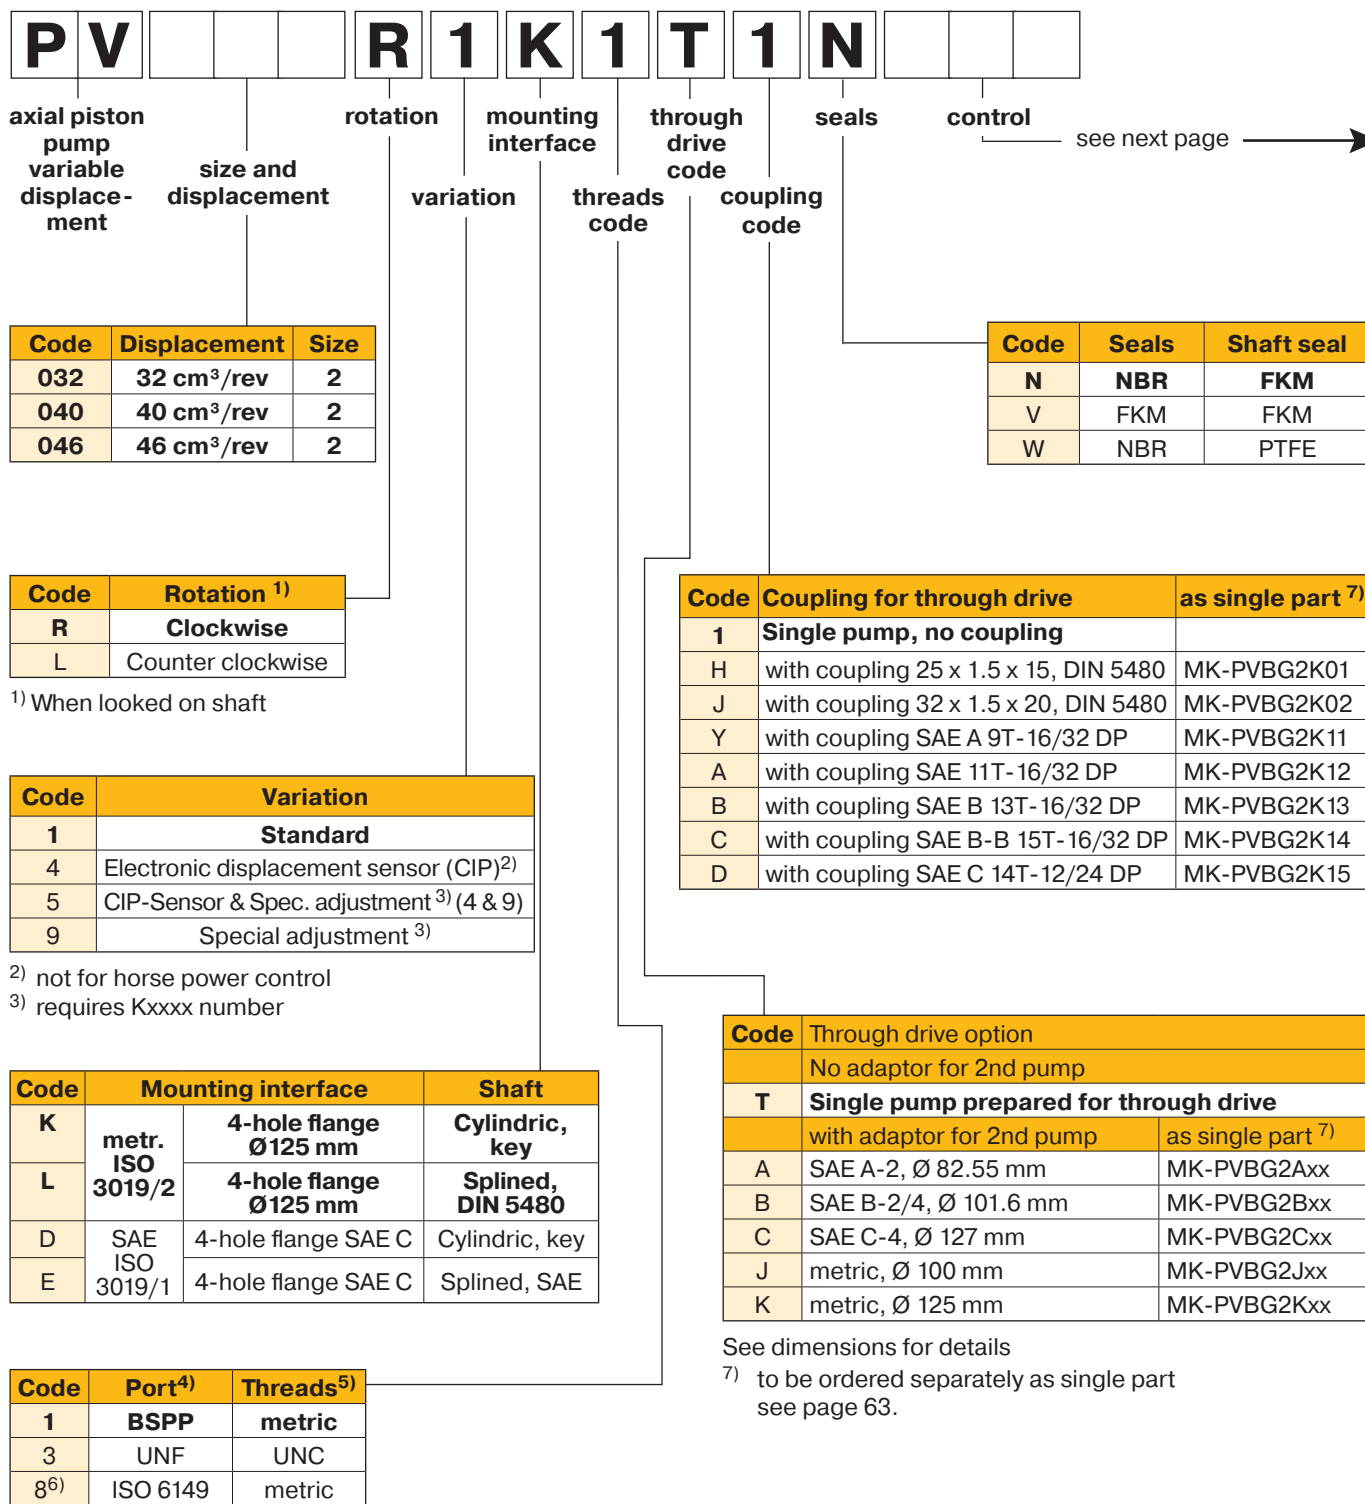 P V R 1 K 1 T 1 N
axial piston
pump
variable
displace-
ment
size and
displacement
rotation
variation
mounting
interface
threads
code
through
drive
code
coupling
code
seals
control
see next page
Code Displacement Size
032 32 cm³/rev 2
040 40 cm³/rev 2
046 46 cm³/rev 2
Code Seals Shaft seal
N NBR FKM
V FKM FKM
W NBR PTFE
Code Rotation 1)
R Clockwise
L Counter clockwise
1) When looked on shaft
Code Coupling for through drive as single part 7)
1 Single pump, no coupling
H with coupling 25 x 1.5 x 15, DIN 5480 MK-PVBG2K01
J with coupling 32 x 1.5 x 20, DIN 5480 MK-PVBG2K02
Y with coupling SAE A 9T-16/32 DP MK-PVBG2K11
A with coupling SAE 11T-16/32 DP MK-PVBG2K12
B with coupling SAE B 13T-16/32 DP MK-PVBG2K13
C with coupling SAE B-B 15T-16/32 DP MK-PVBG2K14
D with coupling SAE C 14T-12/24 DP MK-PVBG2K15
Code Variation
1 Standard
4 Electronic displacement sensor (CIP)2)
5 CIP-Sensor & Spec. adjustment 3) (4 & 9)
9 Special adjustment 3)
2) not for horse power control
3) requires Kxxxx number
Code Mounting interface Shaft
K metr. ISO 3019/2 4-hole flange Ø125 mm Cylindric, key
L 4-hole flange Ø125 mm Splined, DIN 5480
D SAE ISO 3019/1 4-hole flange SAE C Cylindric, key
E 4-hole flange SAE C Splined, SAE
Code Through drive option
No adaptor for 2nd pump
T Single pump prepared for through drive
with adaptor for 2nd pump as single part 7)
A SAE A-2, Ø 82.55 mm MK-PVBG2Axx
B SAE B-2/4, Ø 101.6 mm MK-PVBG2Bxx
C SAE C-4, Ø 127 mm MK-PVBG2Cxx
J metric, Ø 100 mm MK-PVBG2Jxx
K metric, Ø 125 mm MK-PVBG2Kxx
See dimensions for details
7) to be ordered separately as single part
see page 63.
Code Port4) Threads5)
1 BSPP metric
3 UNF UNC
86) ISO 6149 metric